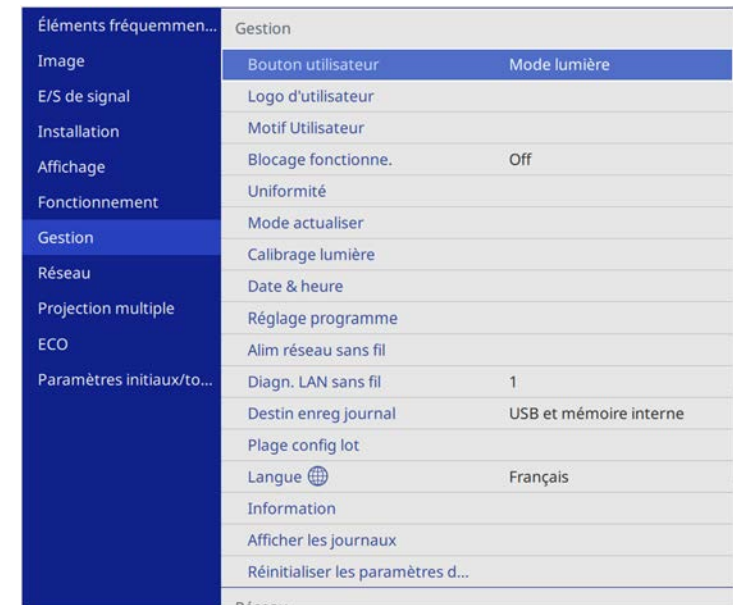 Éléments fréquemmen...
Image
E/S de signal
Installation
Affichage
Fonctionnement
Gestion
Réseau
Projection multiple
ECO
Paramètres initiaux/to...
Gestion
Bouton utilisateur Mode lumière
Logo d'utilisateur
Motif Utilisateur
Blocage fonctionne. Off
Uniformité
Mode actualiser
Calibrage lumière
Date & heure
Réglage programme
Alim réseau sans fil
Diagn. LAN sans fil 1
Destin enreg journal USB et mémoire interne
Plage config lot
Langue Français
Information
Afficher les journaux
Réinitialiser les paramètres d...